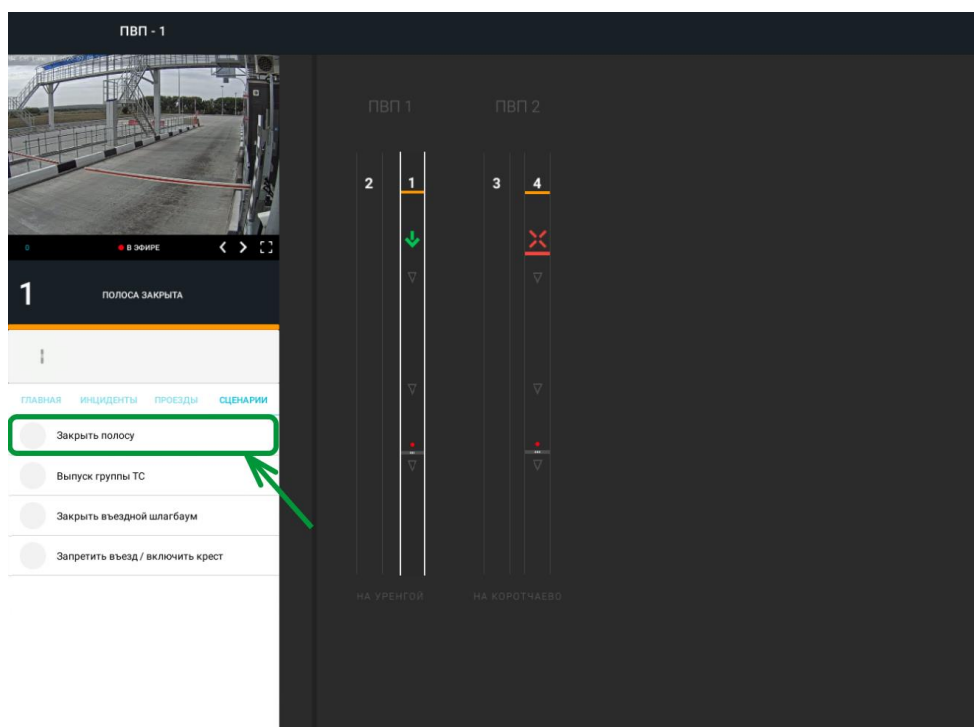 ПВП - 1
0
В ЭФИРЕ
1
ПОЛОСА ЗАКРЫТА
ГЛАВНАЯ ИНЦИДЕНТЫ ПРОЕЗДЫ СЦЕНАРИИ
Закрыть полосу
Выпуск группы ТС
Закрыть въездной шлагбаум
Запретить въезд / включить крест
ПВП 1 ПВП 2
2 1 3 4
НА УРЕНГОЙ НА КОРОТЧАЕВО